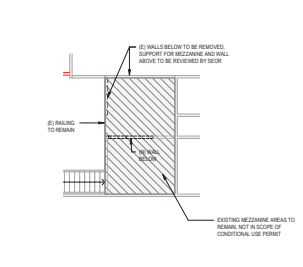 (E) WALLS BELOW TO BE REMOVED,
SUPPORT FOR MEZZANINE AND WALL
ABOVE TO BE REVIEWED BY SEOR
(E) RAILING
TO REMAIN
(N) WALL
BELOW
EXISTING MEZZANINE AREAS TO
REMAIN, NOT IN SCOPE OF
CONDITIONAL USE PERMIT